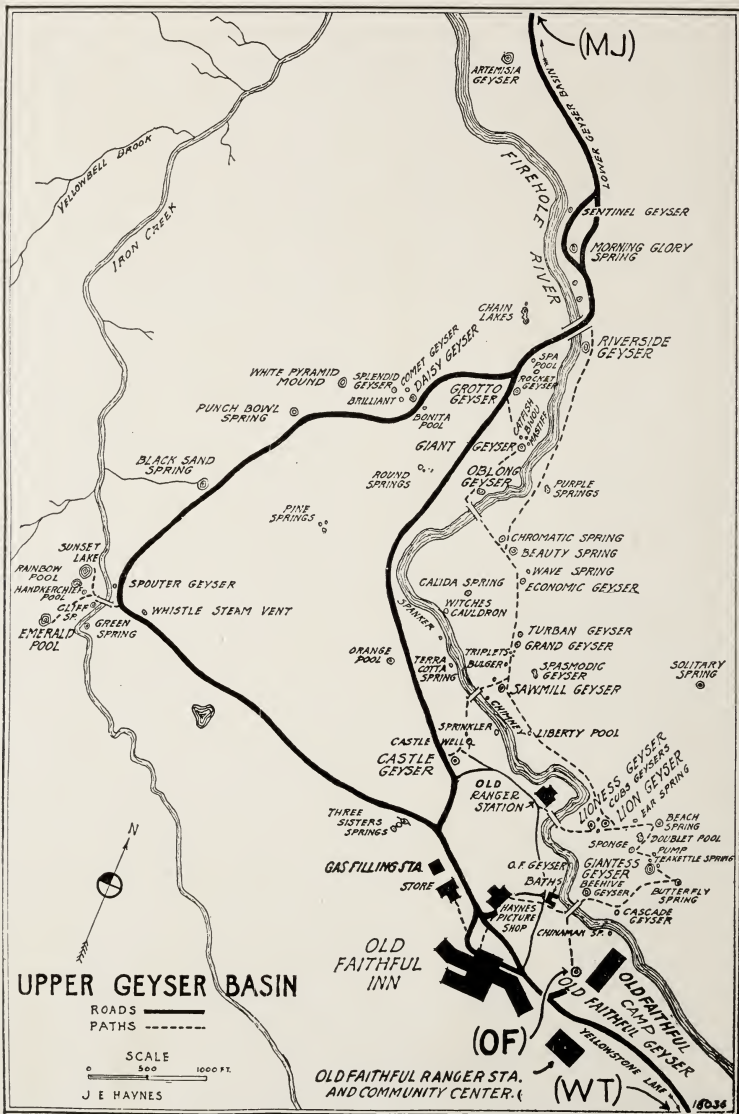 (MJ)
ARTEMISIA
GEYSER
LOWER GEYSER BASIN
YELLOWBELL BROOK
IRON CREEK
FIREHOLE
RIVER
SENTINEL GEYSER
MORNING GLORY
SPRING
CHAIN
LAKES
RIVERSIDE
GEYSER
SPA
POOL
ROCKET
GEYSER
WHITE PYRAMID
MOUND
SPLENDID
GEYSER
COMET GEYSER
DAISY GEYSER
BRILLIANT
GROTTO
GEYSER
PUNCH BOWL
SPRING
BONITA
POOL
CATFISH
BIJOU
MASTIFF
GIANT GEYSER
BLACK SAND
SPRING
ROUND
SPRINGS
OBLONG
GEYSER
PURPLE
SPRINGS
PINE
SPRINGS
CHROMATIC SPRING
BEAUTY SPRING
SUNSET
LAKE
RAINBOW
POOL
HANDKERCHIEF
POOL
SPOUTER GEYSER
WAVE SPRING
CALIDA SPRING
ECONOMIC GEYSER
CLIFF
SP.
WHISTLE STEAM VENT
WITCHES
CAULDRON
EMERALD
POOL
GREEN
SPRING
SPANKER
TURBAN GEYSER
GRAND GEYSER
ORANGE
POOL
TRIPLETS
BULGER
TERRA
COTTA
SPRING
SPASMODIC
GEYSER
SOLITARY
SPRING
SAWMILL GEYSER
CHIMNEY
SPRINKLER
LIBERTY POOL
CASTLE WELL
CASTLE
GEYSER
OLD
RANGER
STATION
LIONESS GEYSER
CUBS GEYSERS
LION GEYSER
EAR SPRING
BEACH
SPRING
THREE
SISTERS
SPRINGS
SPONGE
DOUBLET POOL
PUMP
TEAKETTLE SPRING
GAS FILLING STA.
STORE
O.F. GEYSER
BATHS
GIANTESS
GEYSER
BEEHIVE
GEYSER
BUTTERFLY
SPRING
HAYNES
PICTURE
SHOP
CASCADE
GEYSER
CHINAMAN SP.
N
OLD
FAITHFUL
INN
OLD FAITHFUL
CAMP
OLD FAITHFUL GEYSER
UPPER GEYSER BASIN
ROADS
PATHS
(OF)
YELLOWSTONE LAKE
SCALE
0 500 1000 FT.
J E HAYNES
OLD FAITHFUL RANGER STA.
AND COMMUNITY CENTER.
(WT)
18036